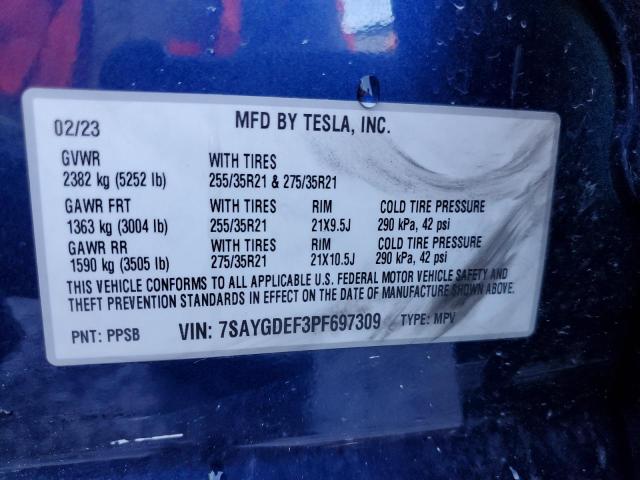 02/23 MFD BY TESLA, INC.
GVWR WITH TIRES
2382 kg (5252 lb) 255/35R21 & 275/35R21
GAWR FRT WITH TIRES RIM COLD TIRE PRESSURE
1363 kg (3004 lb) 255/35R21 21X9.5J 290 kPa, 42 psi
GAWR RR WITH TIRES RIM COLD TIRE PRESSURE
1590 kg (3505 lb) 275/35R21 21X10.5J 290 kPa, 42 psi
THIS VEHICLE CONFORMS TO ALL APPLICABLE U.S. FEDERAL MOTOR VEHICLE SAFETY AND
THEFT PREVENTION STANDARDS IN EFFECT ON THE DATE OF MANUFACTURE SHOWN ABOVE.
PNT: PPSB VIN: 7SAYGDEF3PF697309 TYPE: MPV